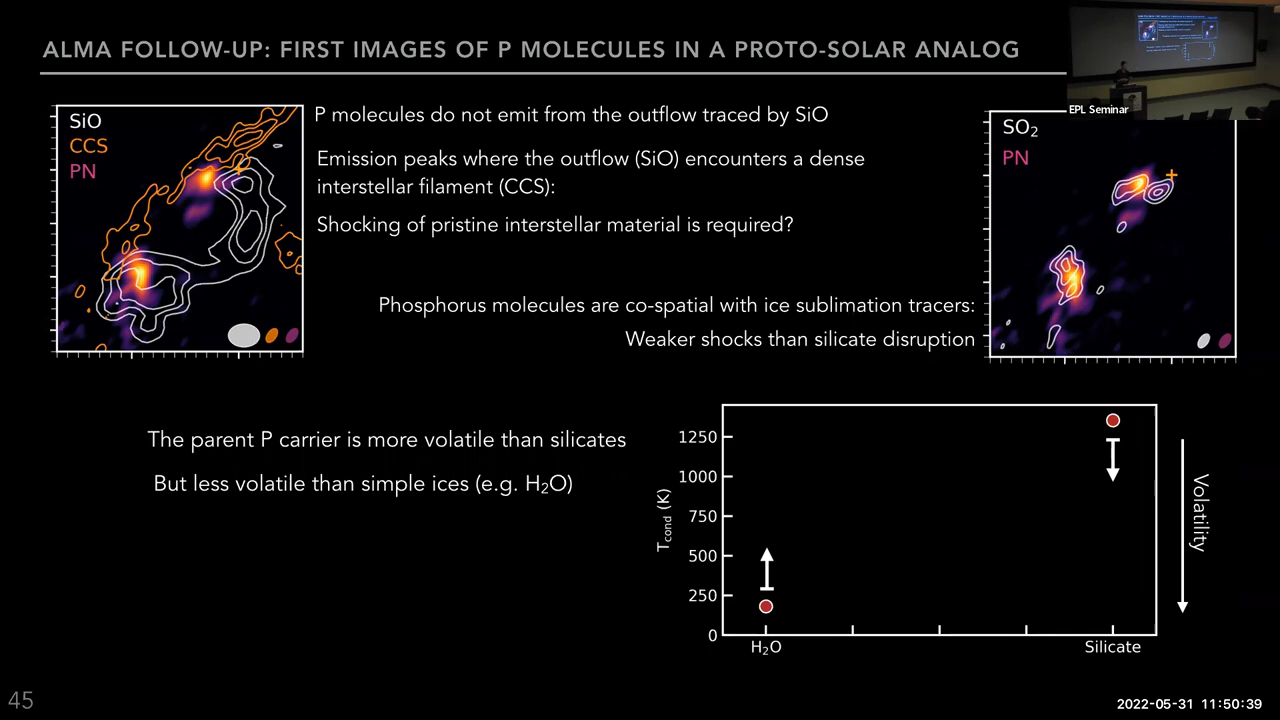 ALMA FOLLOW-UP: FIRST IMAGES OF P MOLECULES IN A PROTO-SOLAR ANALOG
EPL Seminar
SiO
CCS
PN
P molecules do not emit from the outflow traced by SiO
Emission peaks where the outflow (SiO) encounters a dense
interstellar filament (CCS):
Shocking of pristine interstellar material is required?
SO₂
PN
Phosphorus molecules are co-spatial with ice sublimation tracers:
Weaker shocks than silicate disruption
The parent P carrier is more volatile than silicates
But less volatile than simple ices (e.g. H₂O)
T_cond (K)
1250
1000
750
500
250
0
H₂O
Silicate
Volatility
45
2022-05-31 11:50:39